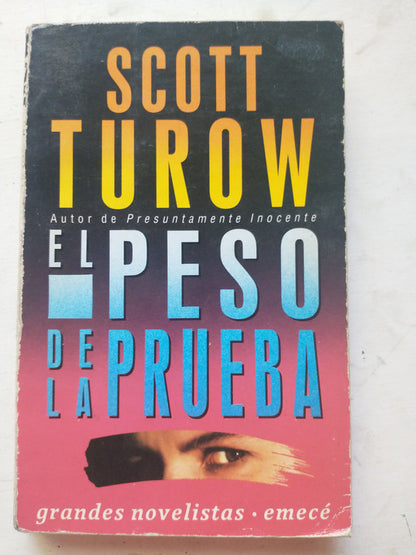 SCOTT
TUROW
Autor de Presuntamente Inocente
EL PESO
DE LA PRUEBA
grandes novelistas · emecé